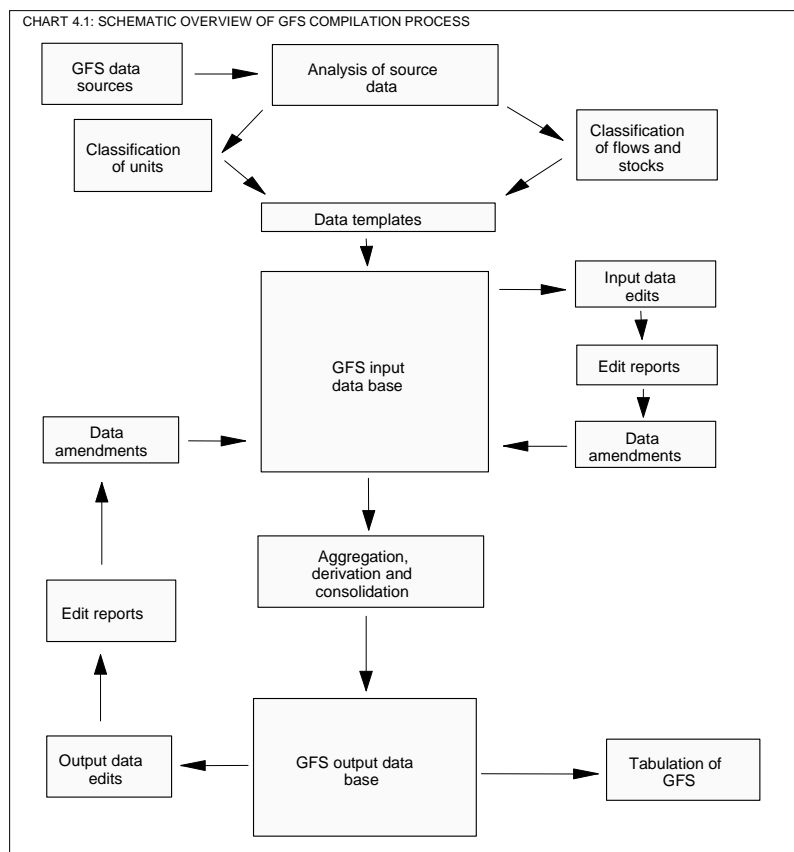 CHART 4.1: SCHEMATIC OVERVIEW OF GFS COMPILATION PROCESS
GFS data
sources
Analysis of source
data
Classification
of units
Classification
of flows and
stocks
Data templates
GFS input
data base
Input data
edits
Edit reports
Data
amendments
Data
amendments
Aggregation,
derivation and
consolidation
Edit reports
Output data
edits
GFS output data
base
Tabulation of
GFS